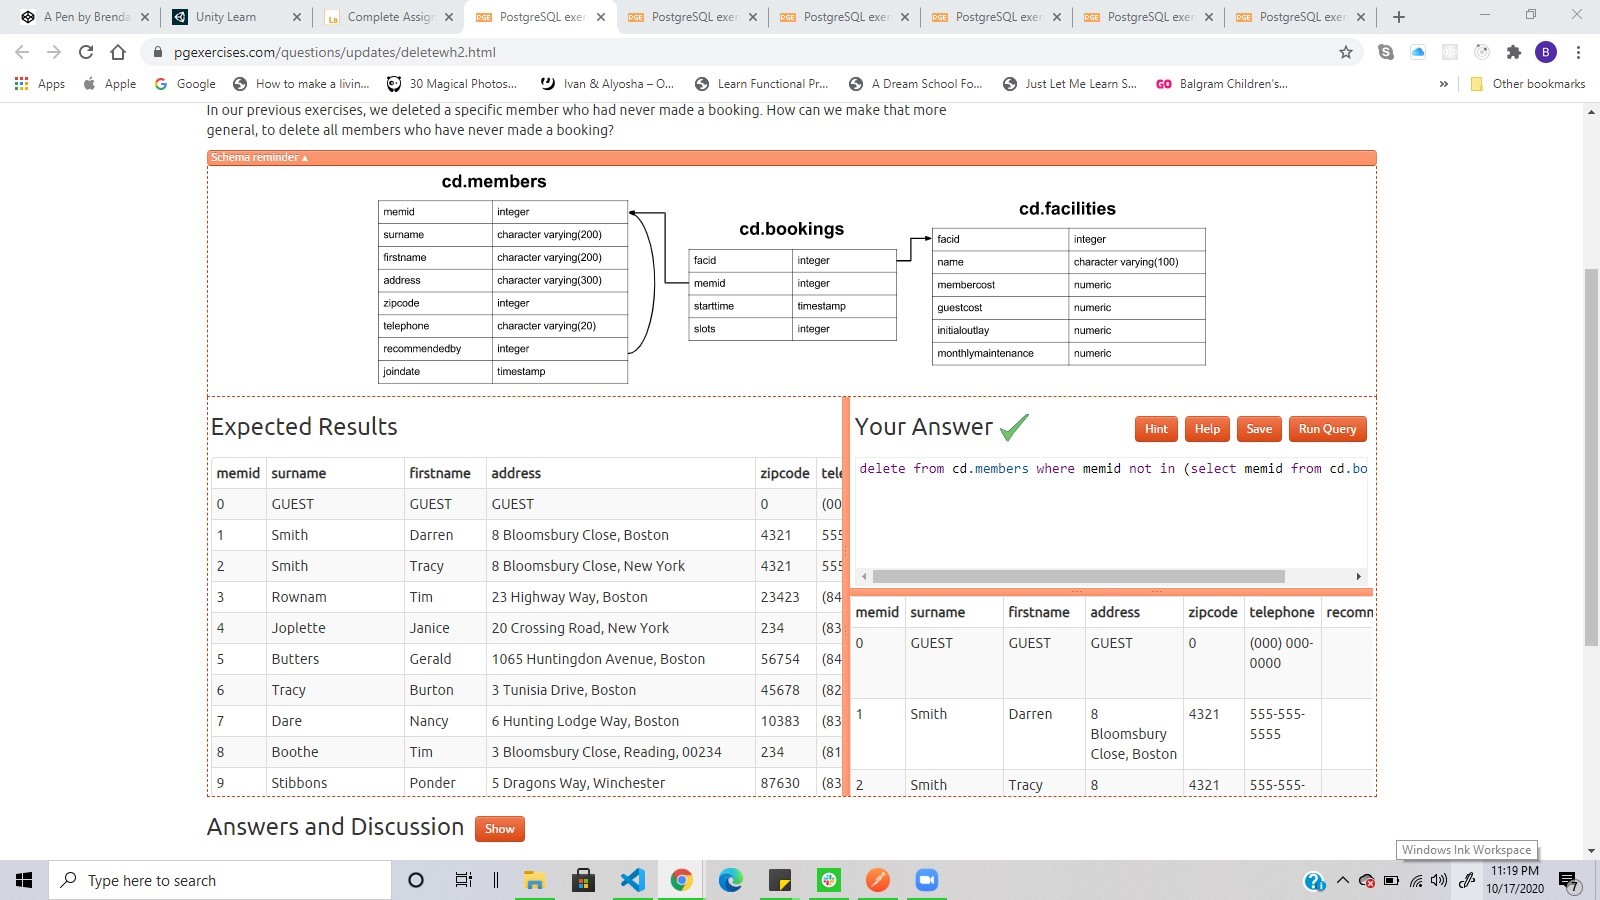 A Pen by Brenda
Unity Learn
Complete Assign
PostgreSQL exer
PostgreSQL exer
PostgreSQL exer
PostgreSQL exer
PostgreSQL exer
PostgreSQL exer
pgexercises.com/questions/updates/deletewh2.html
B
Apps
Apple
Google
How to make a livin...
30 Magical Photos...
Ivan & Alyosha – O...
Learn Functional Pr...
A Dream School Fo...
Just Let Me Learn S...
GO Balgram Children's...
Other bookmarks
In our previous exercises, we deleted a specific member who had never made a booking. How can we make that more
general, to delete all members who have never made a booking?
Schema reminder
cd.members
memid integer
surname character varying(200)
firstname character varying(200)
address character varying(300)
zipcode integer
telephone character varying(20)
recommendedby integer
joindate timestamp
cd.bookings
facid integer
memid integer
starttime timestamp
slots integer
cd.facilities
facid integer
name character varying(100)
membercost numeric
guestcost numeric
initialoutlay numeric
monthlymaintenance numeric
Expected Results
memid surname firstname address zipcode tele
0 GUEST GUEST GUEST 0 (00
1 Smith Darren 8 Bloomsbury Close, Boston 4321 555
2 Smith Tracy 8 Bloomsbury Close, New York 4321 555
3 Rownam Tim 23 Highway Way, Boston 23423 (84
4 Joplette Janice 20 Crossing Road, New York 234 (83
5 Butters Gerald 1065 Huntingdon Avenue, Boston 56754 (84
6 Tracy Burton 3 Tunisia Drive, Boston 45678 (82
7 Dare Nancy 6 Hunting Lodge Way, Boston 10383 (83
8 Boothe Tim 3 Bloomsbury Close, Reading, 00234 234 (81
9 Stibbons Ponder 5 Dragons Way, Winchester 87630 (83
Your Answer
Hint Help Save Run Query
delete from cd.members where memid not in (select memid from cd.bo
memid surname firstname address zipcode telephone recomm
0 GUEST GUEST GUEST 0 (000) 000-
0000
1 Smith Darren 8 4321 555-555-
Bloomsbury 5555
Close, Boston
2 Smith Tracy 8 4321 555-555-
Answers and Discussion Show
Windows Ink Workspace
Type here to search
11:19 PM
10/17/2020
7